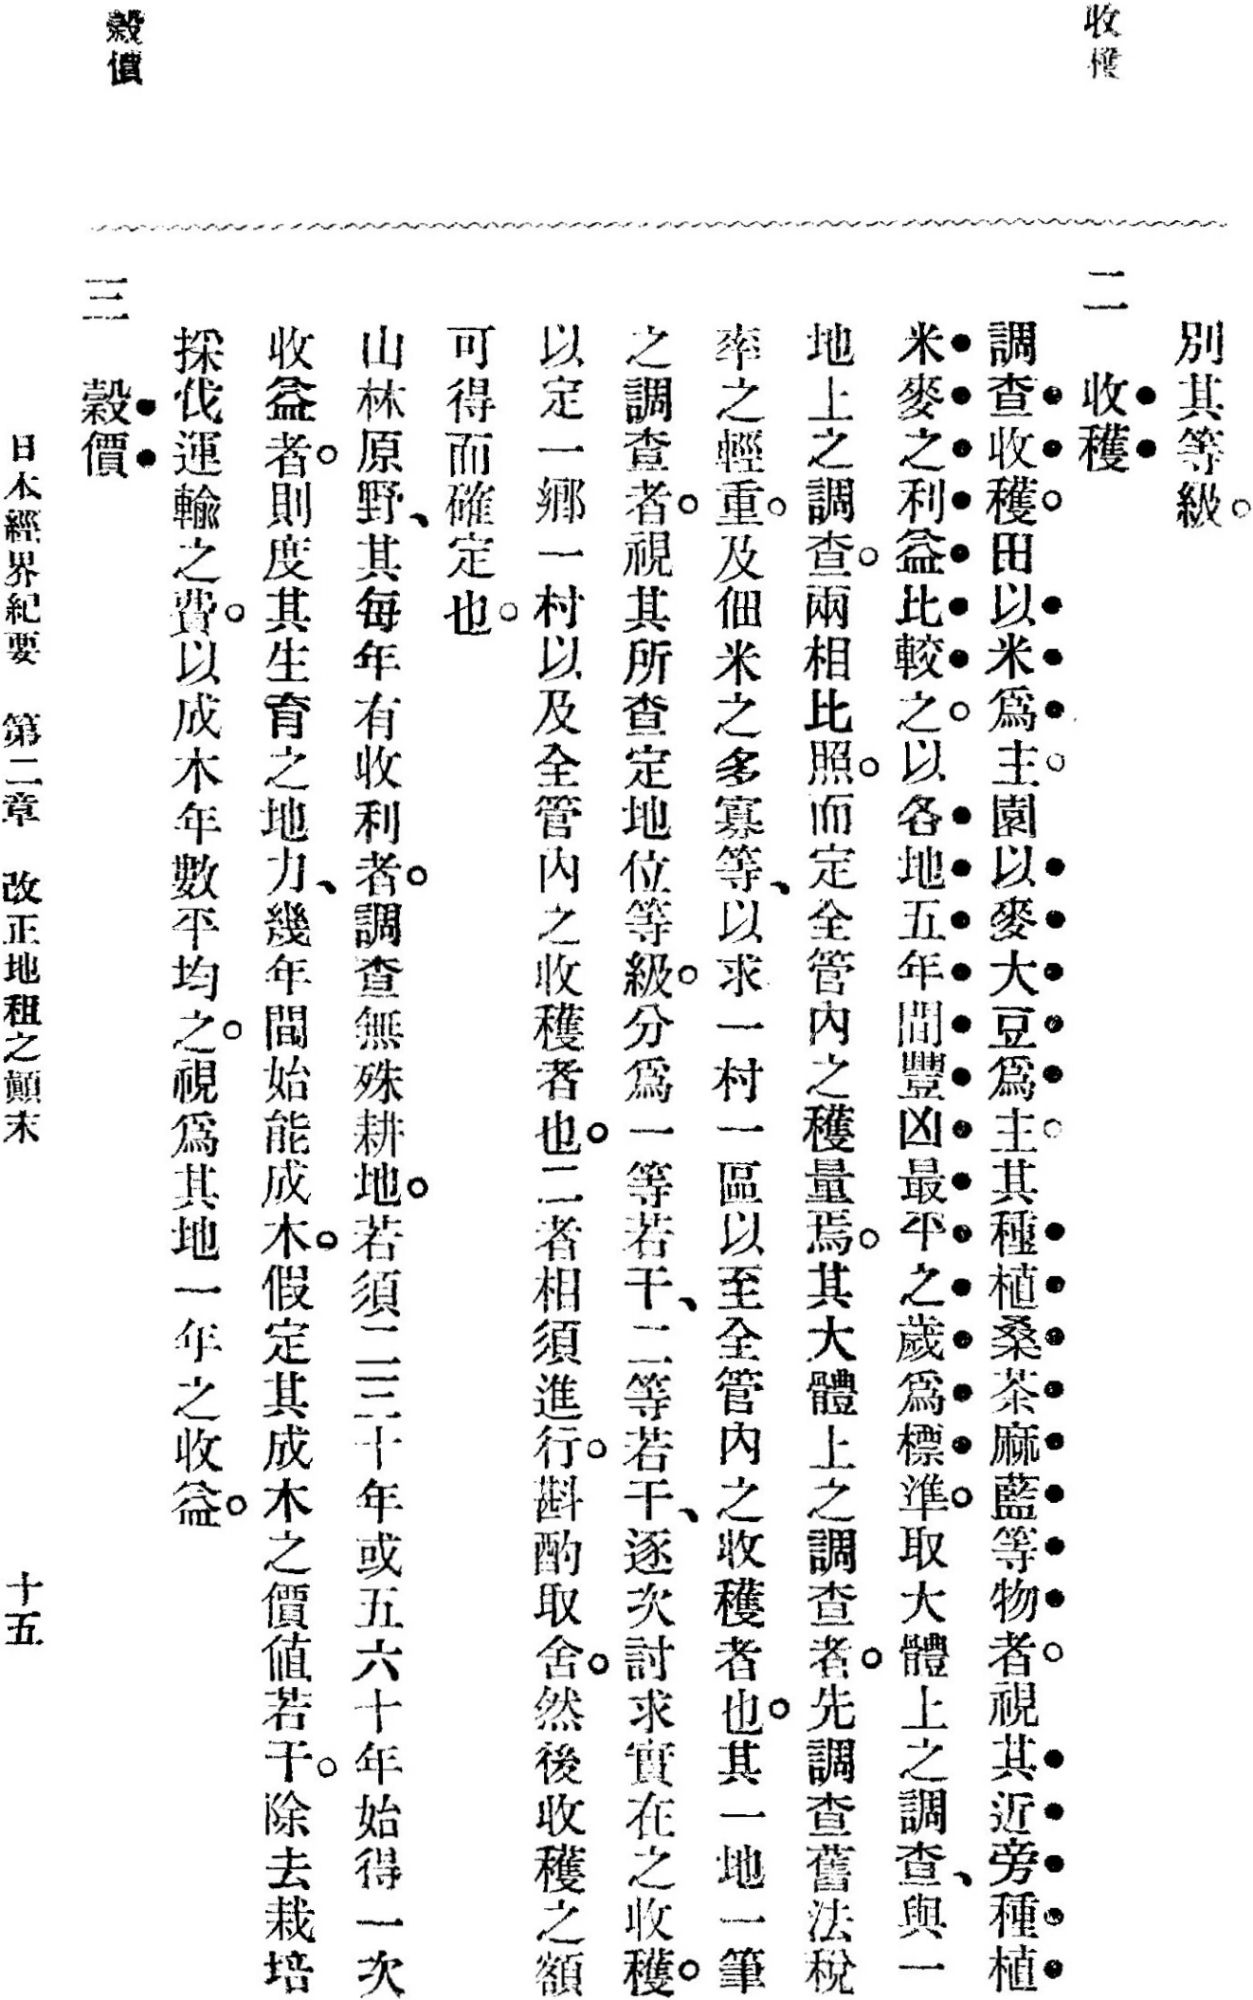 收穫
別其等級。
二 收穫
調查收穫。田以米爲主。園以麥大豆爲主。其種植桑茶麻藍等物者。視其近旁種植
米麥之利益比較之。以各地五年間豐凶最平之歲爲標準。取大體上之調查、與一
地上之調查。兩相比照。而定全管內之穫量焉。其大體上之調查者。先調查舊法稅
率之輕重。及佃米之多寡等、以求一村一區以至全管內之收穫者也。其一地一筆
之調查者。視其所查定地位等級。分爲一等若干、二等若干、逐次討求實在之收穫。
以定一鄉一村以及全管內之收穫者也。二者相須進行。斟酌取舍。然後收穫之額
可得而確定也。
山林原野、其每年有收利者。調查無殊耕地。若須二三十年或五六十年始得一次
收益者。則度其生育之地力、幾年間始能成木。假定其成木之價值若干。除去栽培
採伐運輸之費。以成木年數平均之。視爲其地一年之收益。
穀價
三 穀價
日本經界紀要 第二章 改正地租之顚末 十五